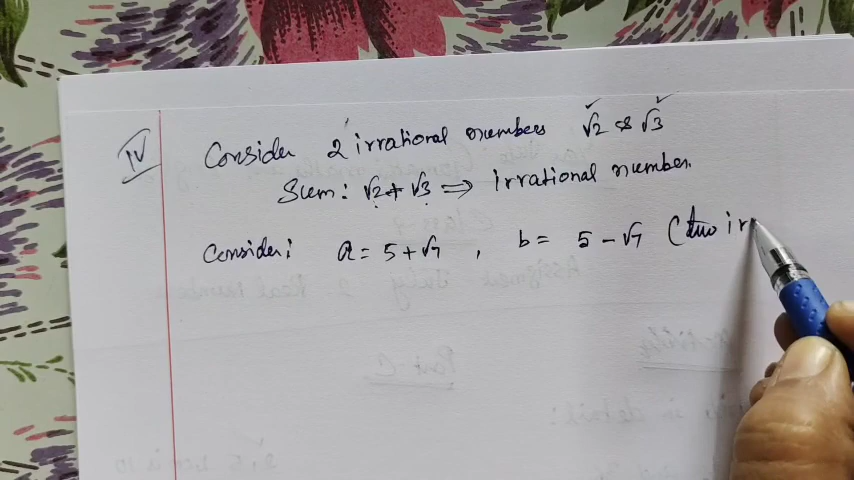 IV Consider 2 irrational numbers √2 & √3
Sum: √2 + √3 ⇒ irrational number.
Consider: a = 5 + √7 , b = 5 - √7 (two ir